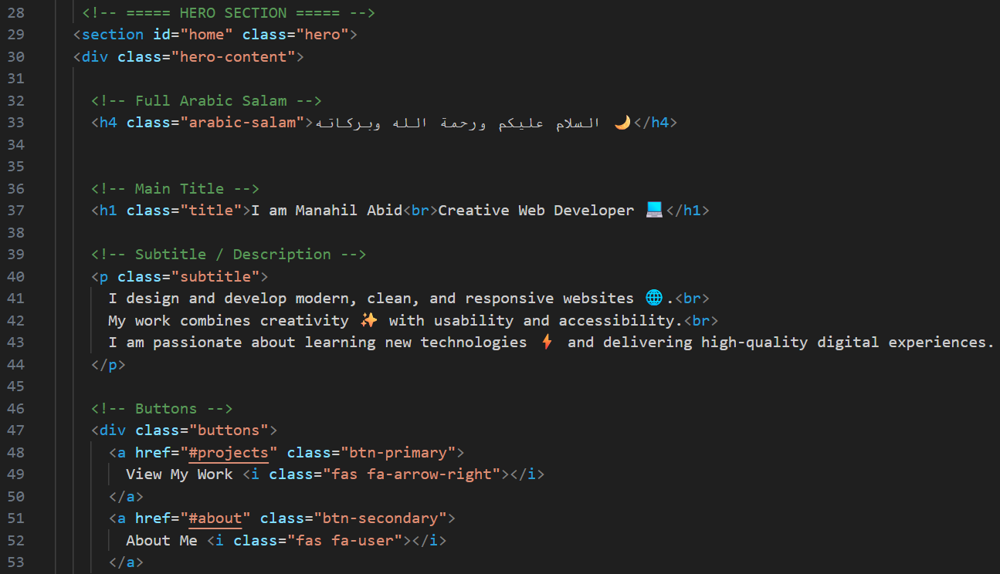 28 <!-- ===== HERO SECTION ===== -->
29 <section id="home" class="hero">
30 <div class="hero-content">
31
32 <!-- Full Arabic Salam -->
33 <h4 class="arabic-salam">السلام عليكم ورحمة الله وبركاته 🌙</h4>
34
35
36 <!-- Main Title -->
37 <h1 class="title">I am Manahil Abid<br>Creative Web Developer 💻</h1>
38
39 <!-- Subtitle / Description -->
40 <p class="subtitle">
41 I design and develop modern, clean, and responsive websites 🌐.<br>
42 My work combines creativity ✨ with usability and accessibility.<br>
43 I am passionate about learning new technologies ⚡ and delivering high-quality digital experiences.
44 </p>
45
46 <!-- Buttons -->
47 <div class="buttons">
48 <a href="#projects" class="btn-primary">
49 View My Work <i class="fas fa-arrow-right"></i>
50 </a>
51 <a href="#about" class="btn-secondary">
52 About Me <i class="fas fa-user"></i>
53 </a>